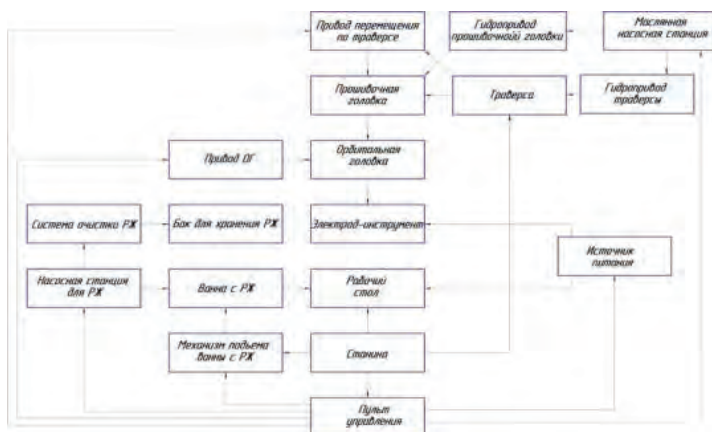 Привод перемещения
по траверсе
Гидропривод
прошивочной головки
Маслянная
насосная станция
Прошивочная
головка
Траверса
Гидропривод
траверсы
Привод ОГ
Орбитальная
головка
Система очистки РЖ
Бак для хранения РЖ
Электрод-инструмент
Источник
питания
Насосная станция
для РЖ
Ванна с РЖ
Рабочий
стол
Механизм подъема
ванны с РЖ
Станина
Пульт
управления